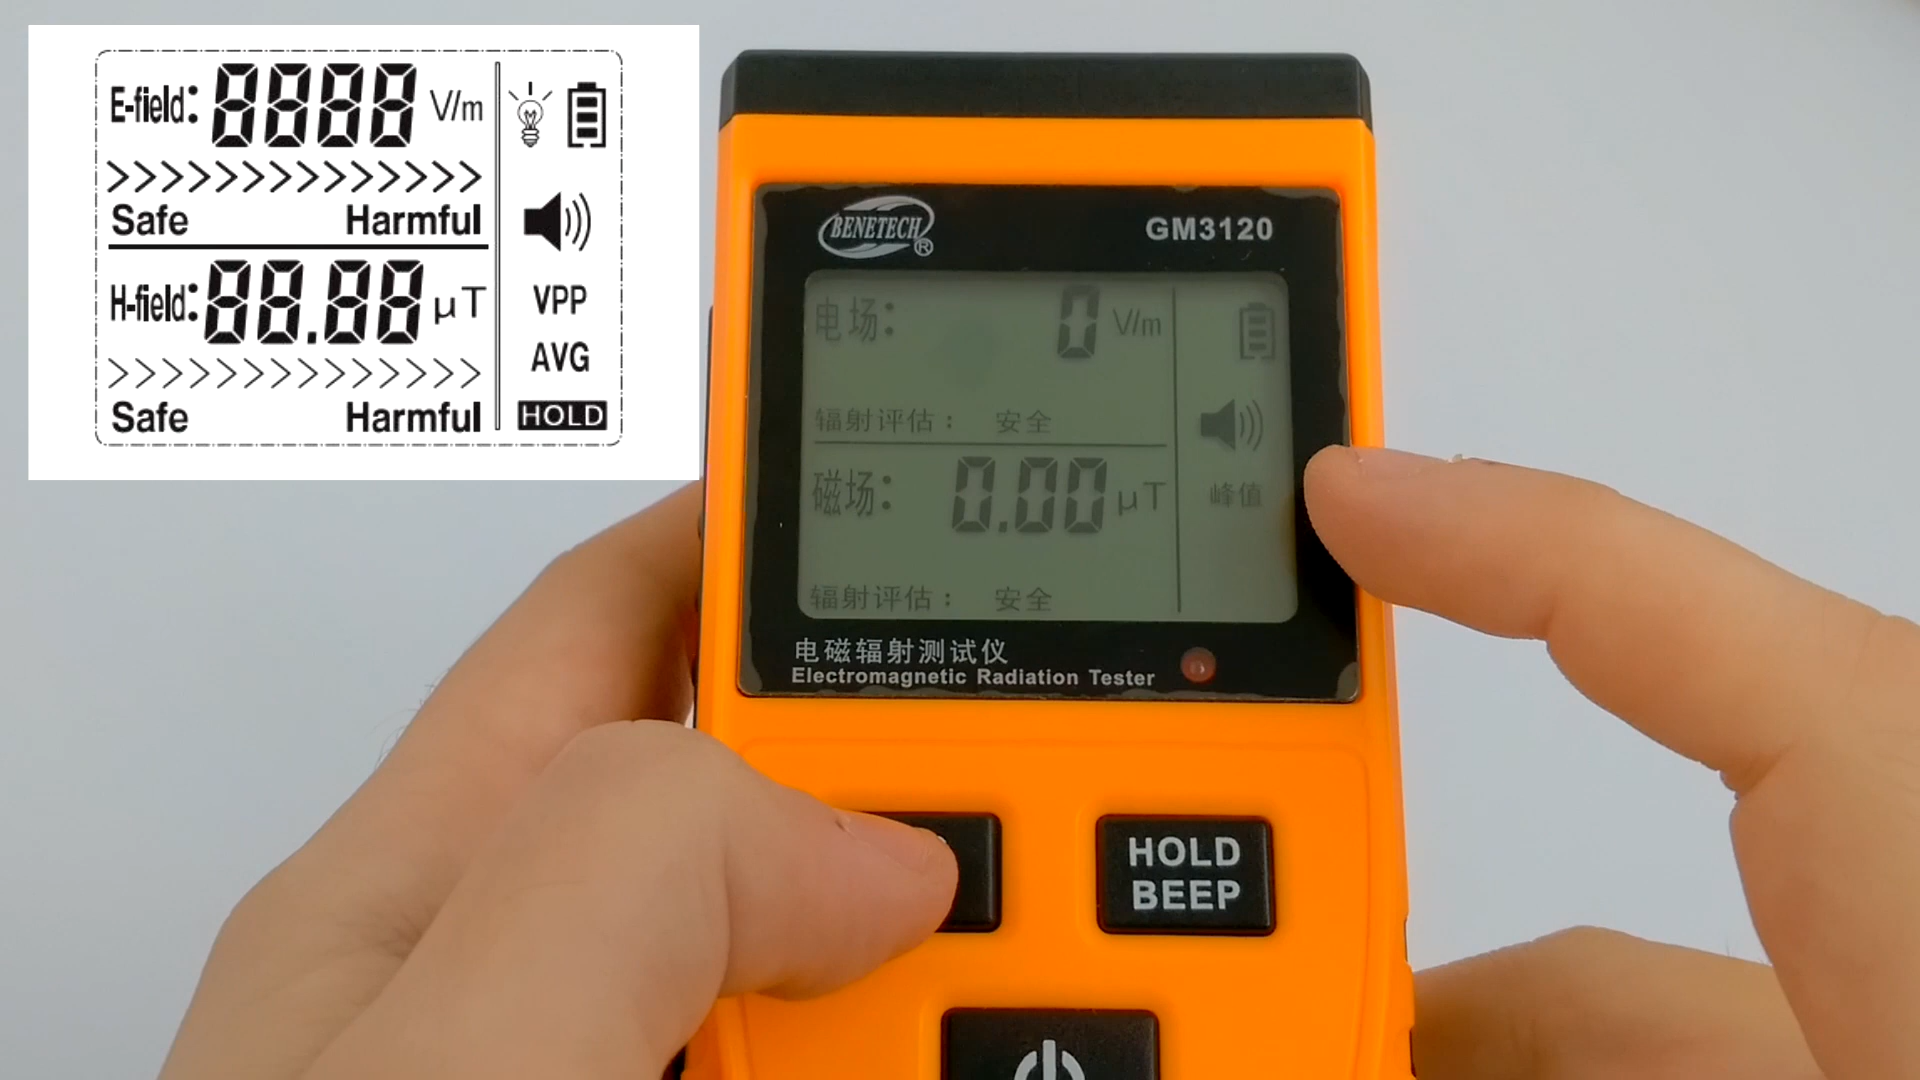 E-field: 8888 V/m
>>>>>>>>>>>>>>
Safe Harmful
H-field: 88.88 µT
>>>>>>>>>>>>>>
Safe Harmful
VPP
AVG
HOLD
BENETECH®
GM3120
电场: 0 V/m
辐射评估: 安全
磁场: 0.00 µT
峰值
辐射评估: 安全
电磁辐射测试仪
Electromagnetic Radiation Tester
HOLD
BEEP